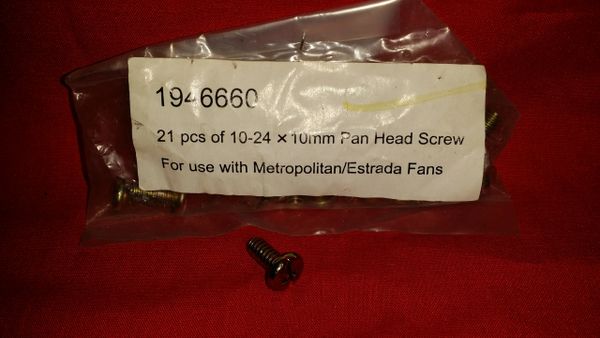 1946660
21 pcs of 10-24 × 10mm Pan Head Screw
For use with Metropolitan/Estrada Fans